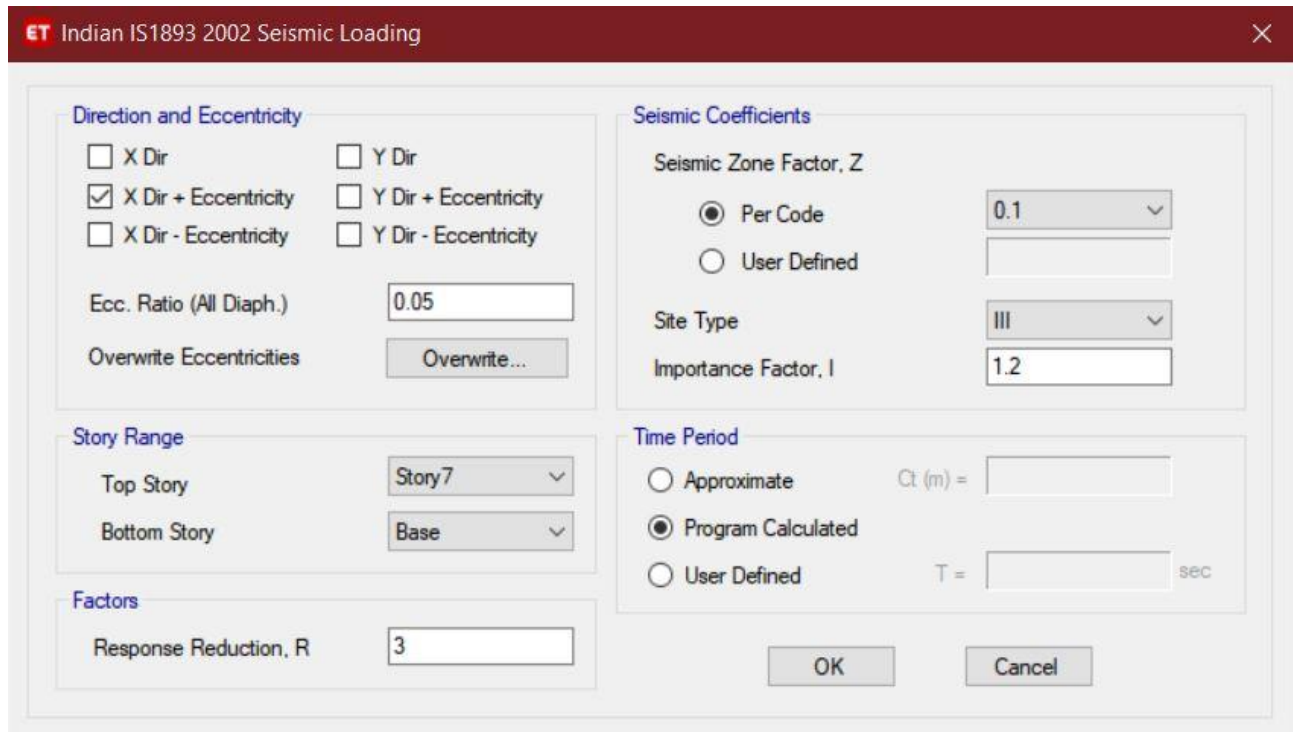 ET Indian IS1893 2002 Seismic Loading
Direction and Eccentricity
X Dir Y Dir
X Dir + Eccentricity Y Dir + Eccentricity
X Dir - Eccentricity Y Dir - Eccentricity
Ecc. Ratio (All Diaph.) 0.05
Overwrite Eccentricities Overwrite...
Story Range
Top Story Story7
Bottom Story Base
Factors
Response Reduction, R 3
Seismic Coefficients
Seismic Zone Factor, Z
Per Code 0.1
User Defined
Site Type III
Importance Factor, I 1.2
Time Period
Approximate Ct (m) =
Program Calculated
User Defined T = sec
OK Cancel